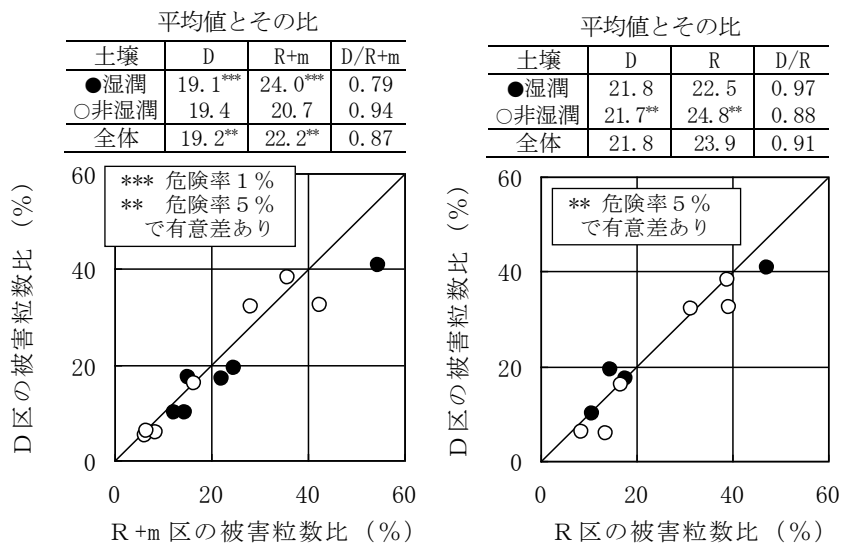 平均値とその比
土壌 D R+m D/R+m
●湿潤 19.1*** 24.0*** 0.79
○非湿潤 19.4 20.7 0.94
全体 19.2** 22.2** 0.87
60
40
20
0
D区の被害粒数比（%）
*** 危険率1%
** 危険率5%
で有意差あり
0 20 40 60
R+m区の被害粒数比（%）
平均値とその比
土壌 D R D/R
●湿潤 21.8 22.5 0.97
○非湿潤 21.7** 24.8** 0.88
全体 21.8 23.9 0.91
60
40
20
0
D区の被害粒数比（%）
** 危険率5%
で有意差あり
0 20 40 60
R区の被害粒数比（%）